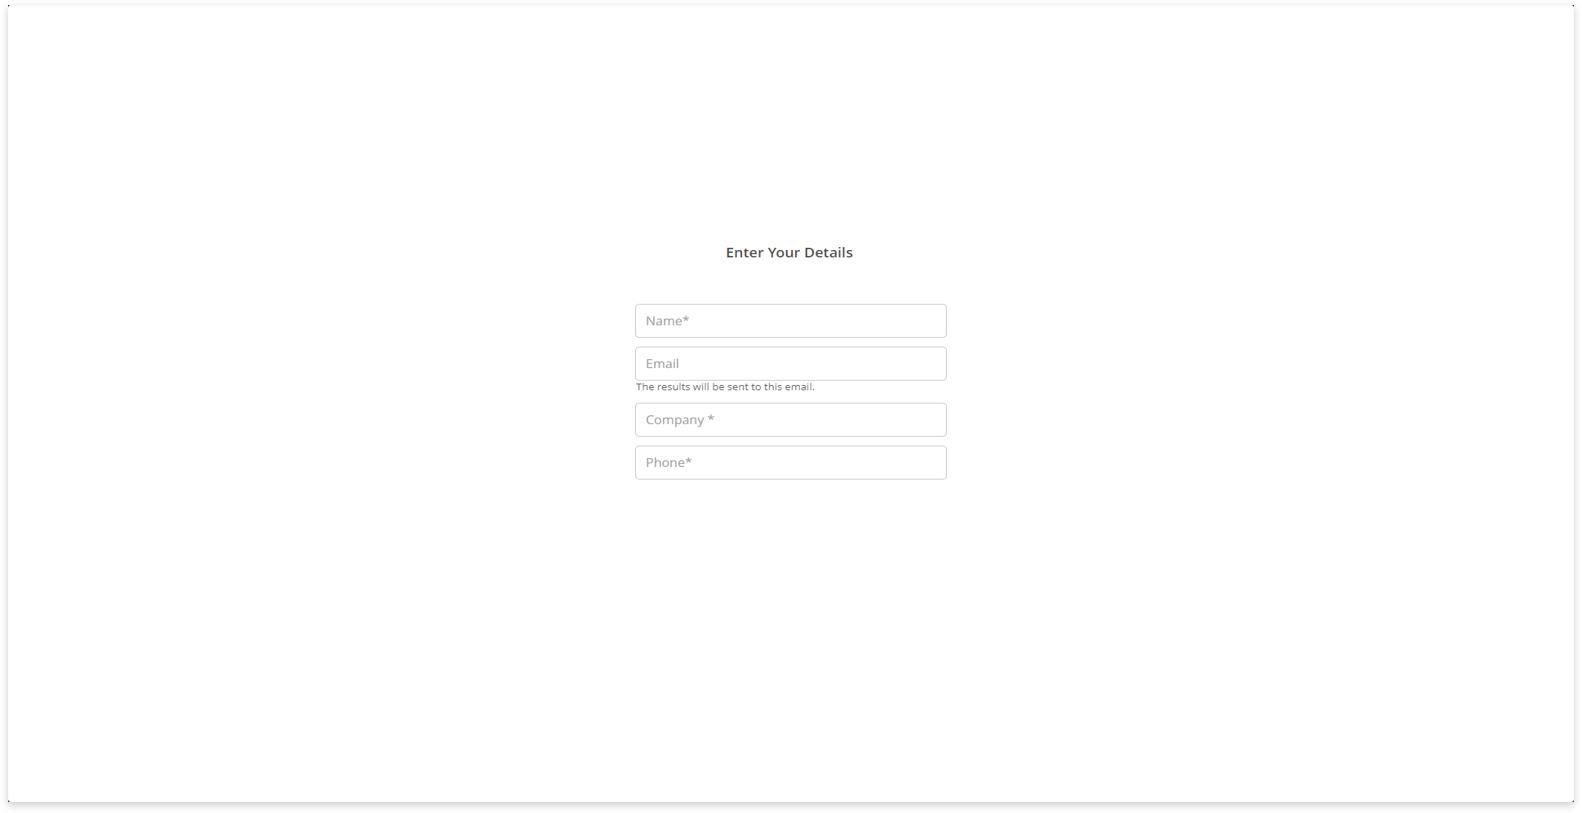 Enter Your Details
Name*
Email
The results will be sent to this email.
Company *
Phone*